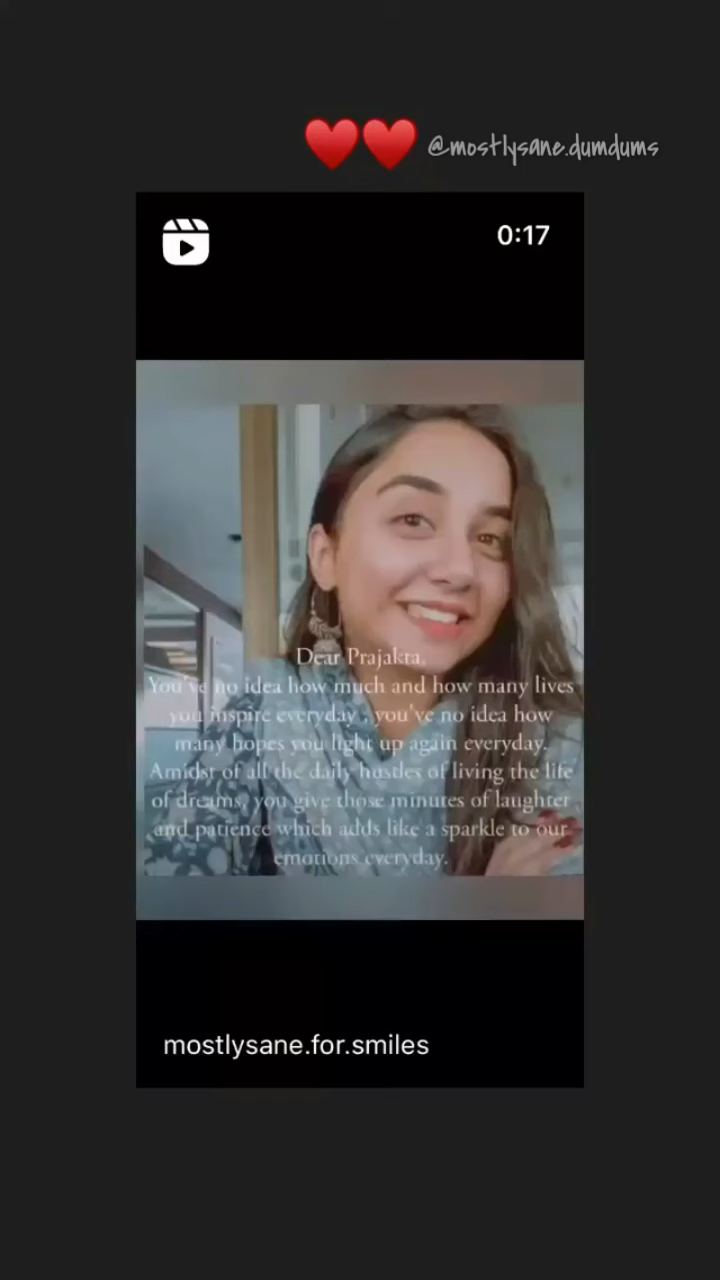 @mostlysane.dumdums
0:17
Dear Prajakta,
You've no idea how much and how many lives
you inspire everyday , you've no idea how
many hopes you light up again everyday.
Amidst of all the daily hustles of living the life
of dreams, you give those minutes of laughter
and patience which adds like a sparkle to our
emotions everyday.
mostlysane.for.smiles